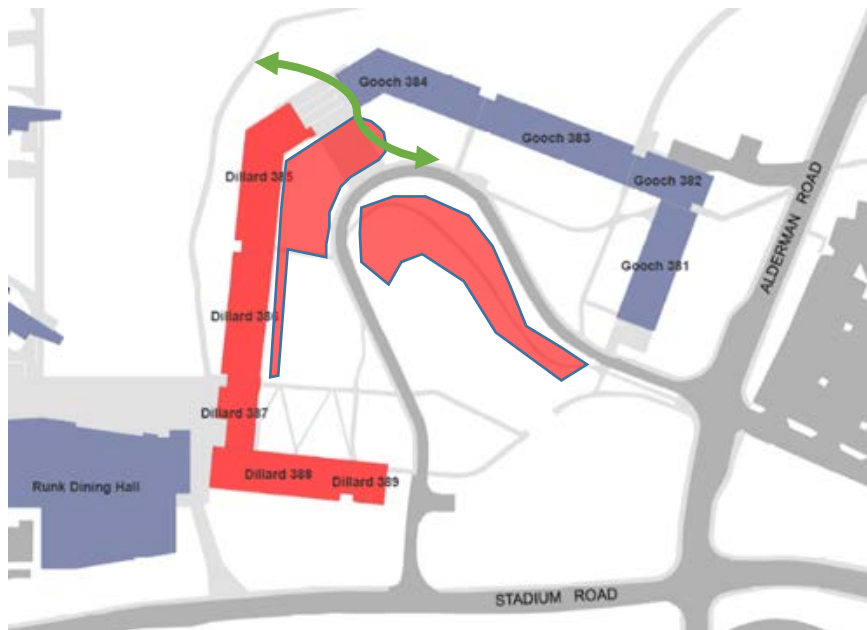 Gooch 384
Gooch 383
Gooch 382
Dillard 385
ALDERMAN ROAD
Gooch 381
Dillard 386
Dillard 387
Dillard 388
Dillard 389
Runk Dining Hall
STADIUM ROAD